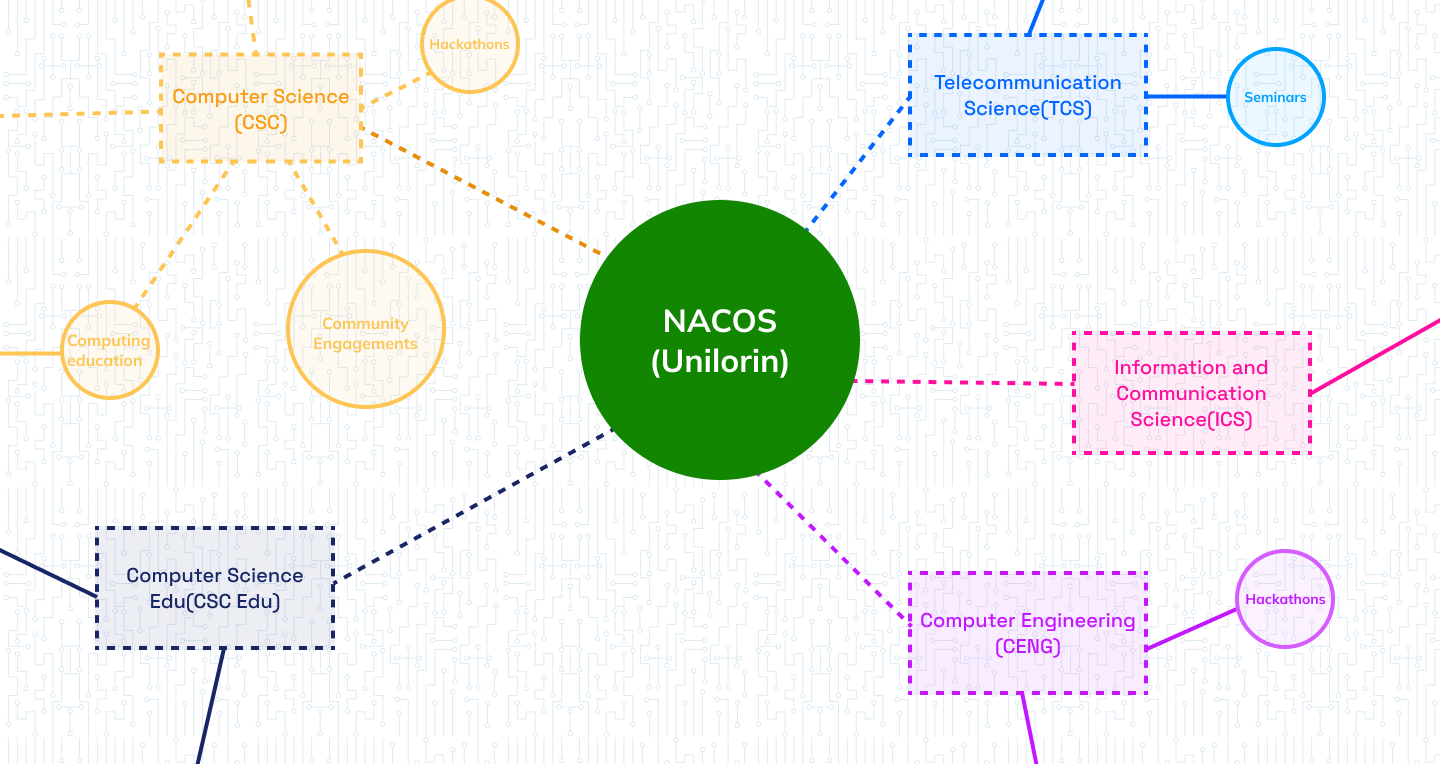 Hackathons
Computer Science
(CSC)
Telecommunication
Science(TCS)
Seminars
Computing
education
Community
Engagements
NACOS
(Unilorin)
Information and
Communication
Science(ICS)
Computer Science
Edu(CSC Edu)
Computer Engineering
(CENG)
Hackathons